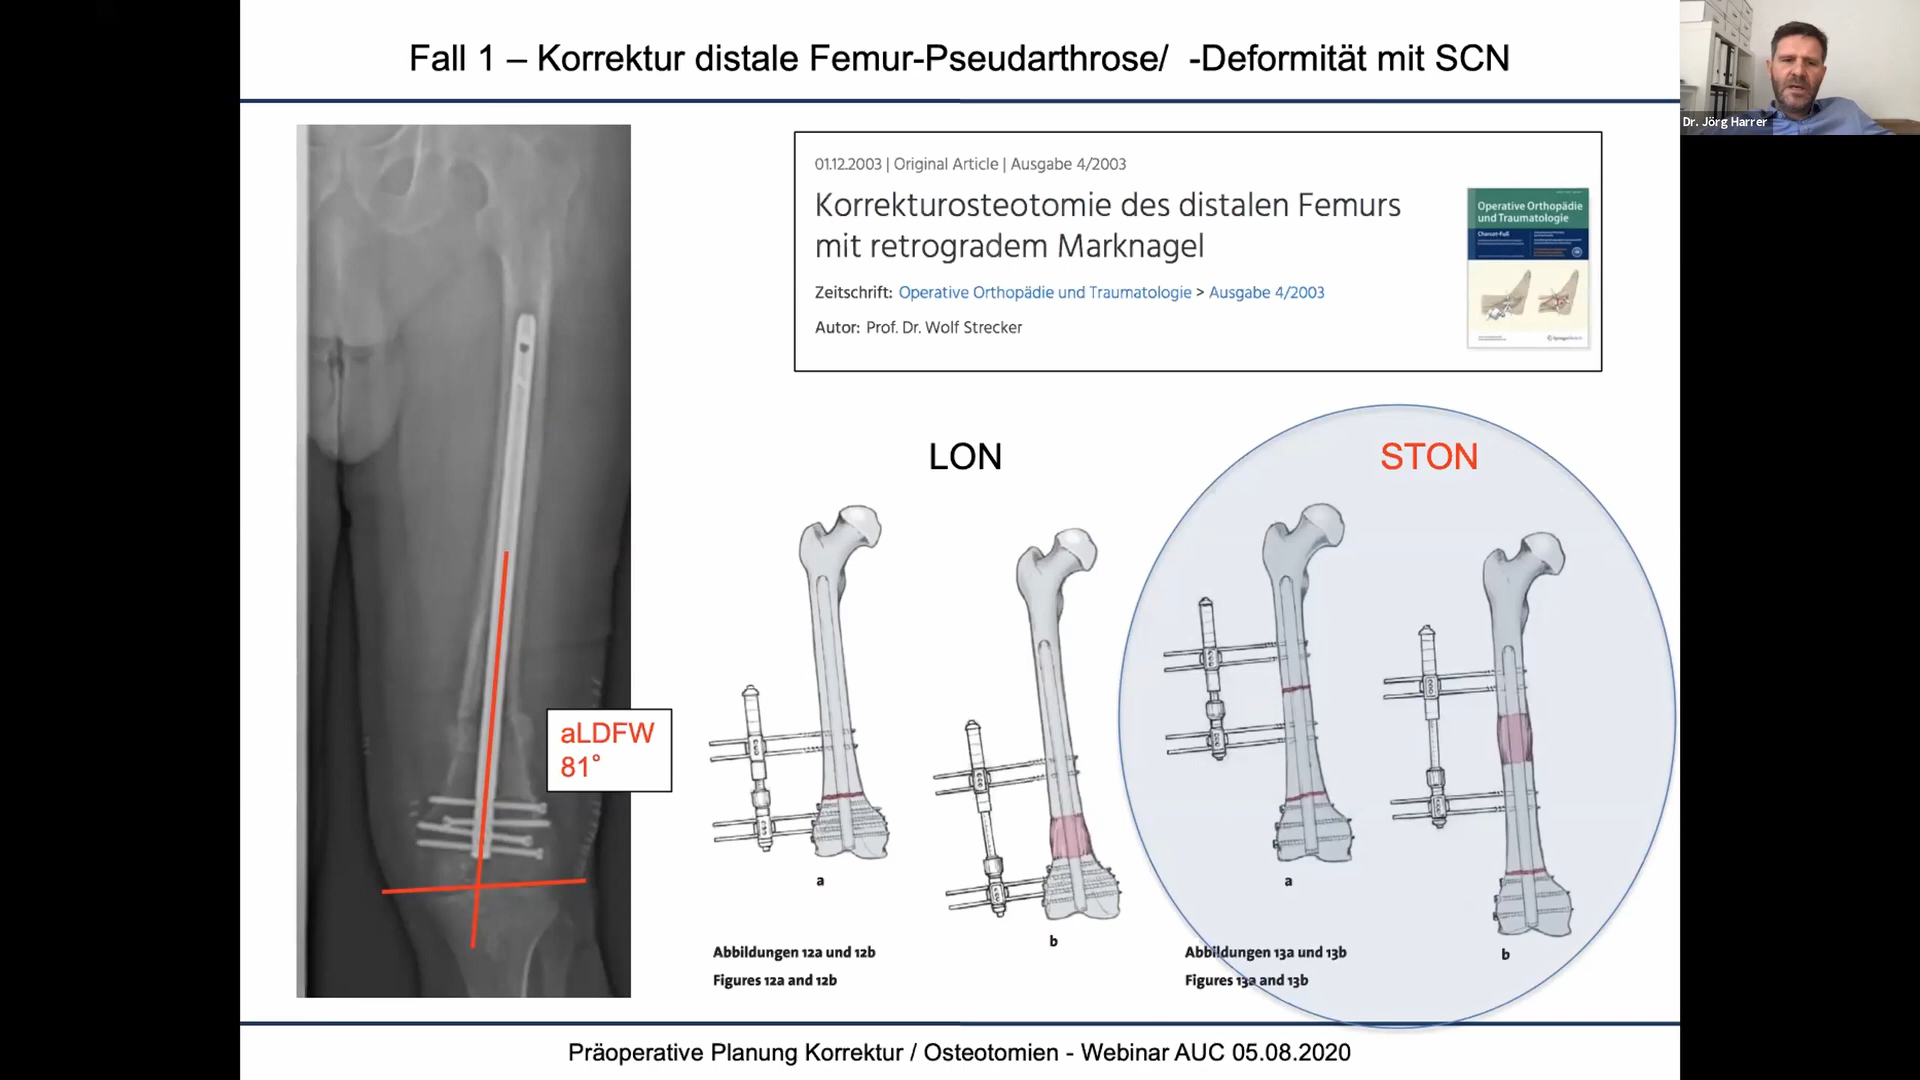 Fall 1 – Korrektur distale Femur-Pseudarthrose/ -Deformität mit SCN
Dr. Jörg Harrer
01.12.2003 | Original Article | Ausgabe 4/2003
Korrekturosteotomie des distalen Femurs
mit retrogradem Marknagel
Zeitschrift: Operative Orthopädie und Traumatologie > Ausgabe 4/2003
Autor: Prof. Dr. Wolf Strecker
Operative Orthopädie
und Traumatologie
LON
STON
aLDFW
81°
a
b
a
b
Abbildungen 12a und 12b
Figures 12a and 12b
Abbildungen 13a und 13b
Figures 13a and 13b
Präoperative Planung Korrektur / Osteotomien - Webinar AUC 05.08.2020